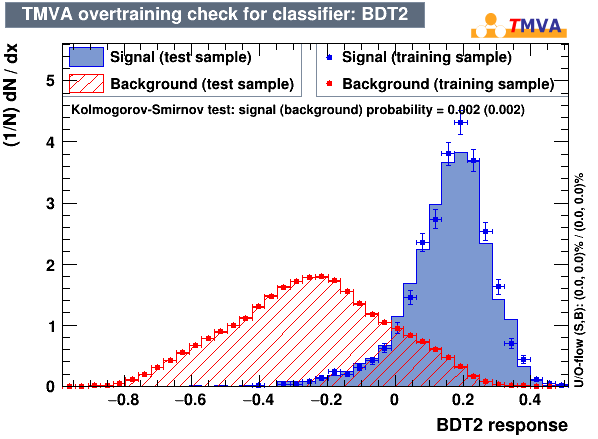 TMVA overtraining check for classifier: BDT2
TMVA
(1/N) dN / dx
Signal (test sample)
Signal (training sample)
Background (test sample)
Background (training sample)
Kolmogorov-Smirnov test: signal (background) probability = 0.002 (0.002)
5
4
3
2
1
0
−0.8 −0.6 −0.4 −0.2 0 0.2 0.4
BDT2 response
U/O-flow (S,B): (0.0, 0.0)% / (0.0, 0.0)%